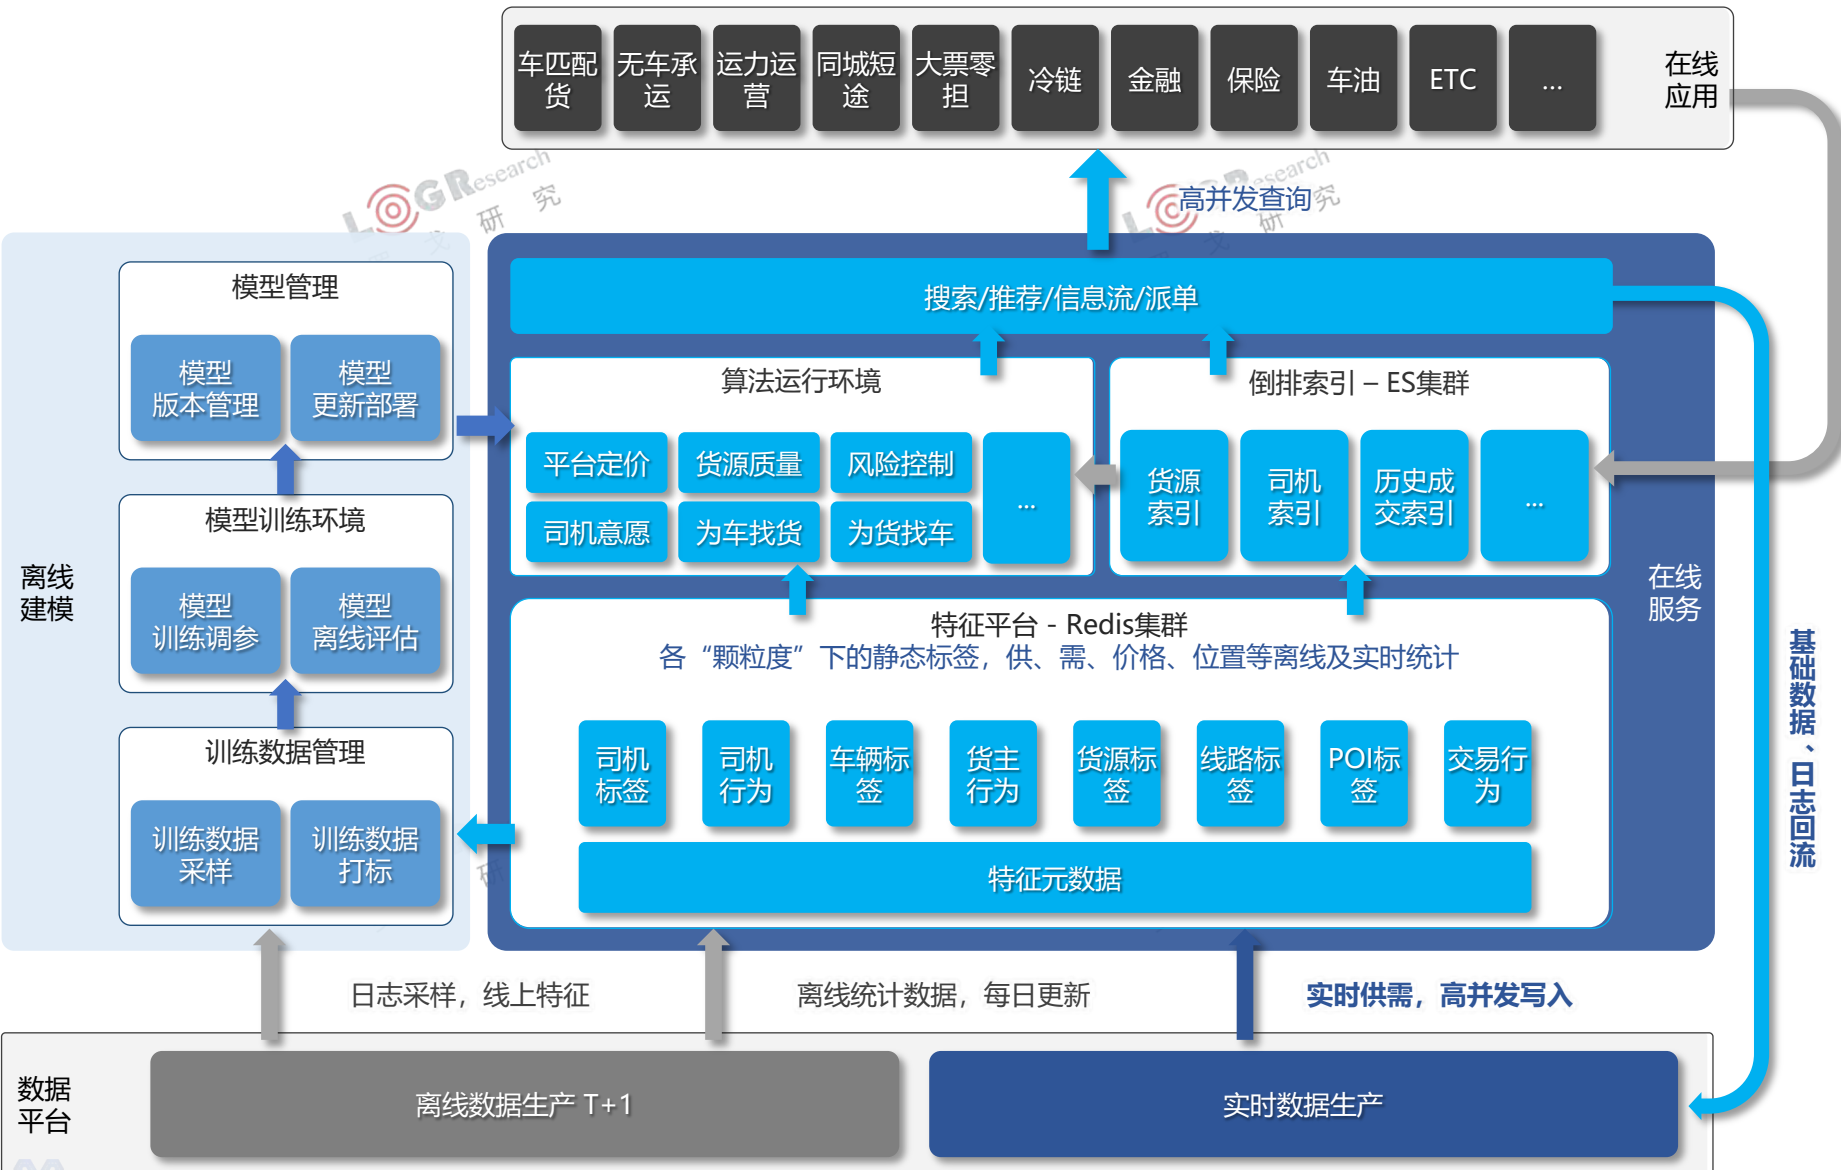 车匹配
货
无车承
运
运力运
营
同城短
途
大票零
担
冷链
金融
保险
车油
ETC
...
在线
应用
LOGResearch
研 究
高并发查询
模型管理
模型
版本管理
模型
更新部署
模型训练环境
模型
训练调参
模型
离线评估
训练数据管理
训练数据
采样
训练数据
打标
离线
建模
搜索/推荐/信息流/派单
算法运行环境
平台定价
货源质量
风险控制
司机意愿
为车找货
为货找车
...
倒排索引 – ES集群
货源
索引
司机
索引
历史成
交索引
...
在线
服务
特征平台 - Redis集群
各“颗粒度”下的静态标签，供、需、价格、位置等离线及实时统计
司机
标签
司机
行为
车辆标
签
货主
行为
货源标
签
线路标
签
POI标
签
交易行
为
特征元数据
基础数据、日志回流
日志采样，线上特征
离线统计数据，每日更新
实时供需，高并发写入
数据
平台
离线数据生产 T+1
实时数据生产